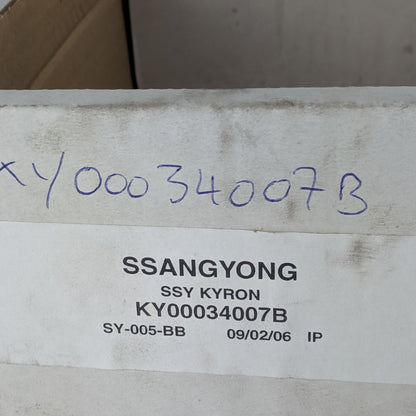 KY00034007B
SSANGYONG
SSY KYRON
KY00034007B
SY-005-BB 09/02/06 IP